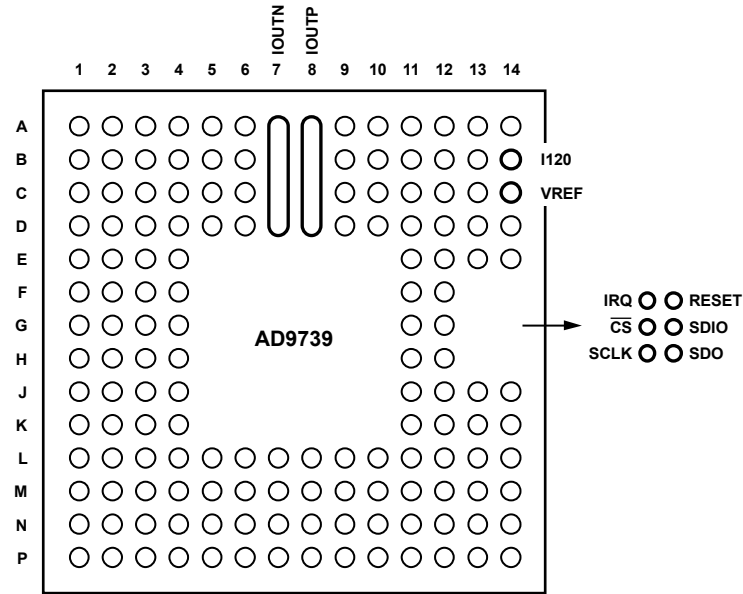 IOUTN
IOUTP
1 2 3 4 5 6 7 8 9 10 11 12 13 14
A
B I120
C VREF
D
E
F IRQ RESET
G AD9739 CS SDIO
H SCLK SDO
J
K
L
M
N
P